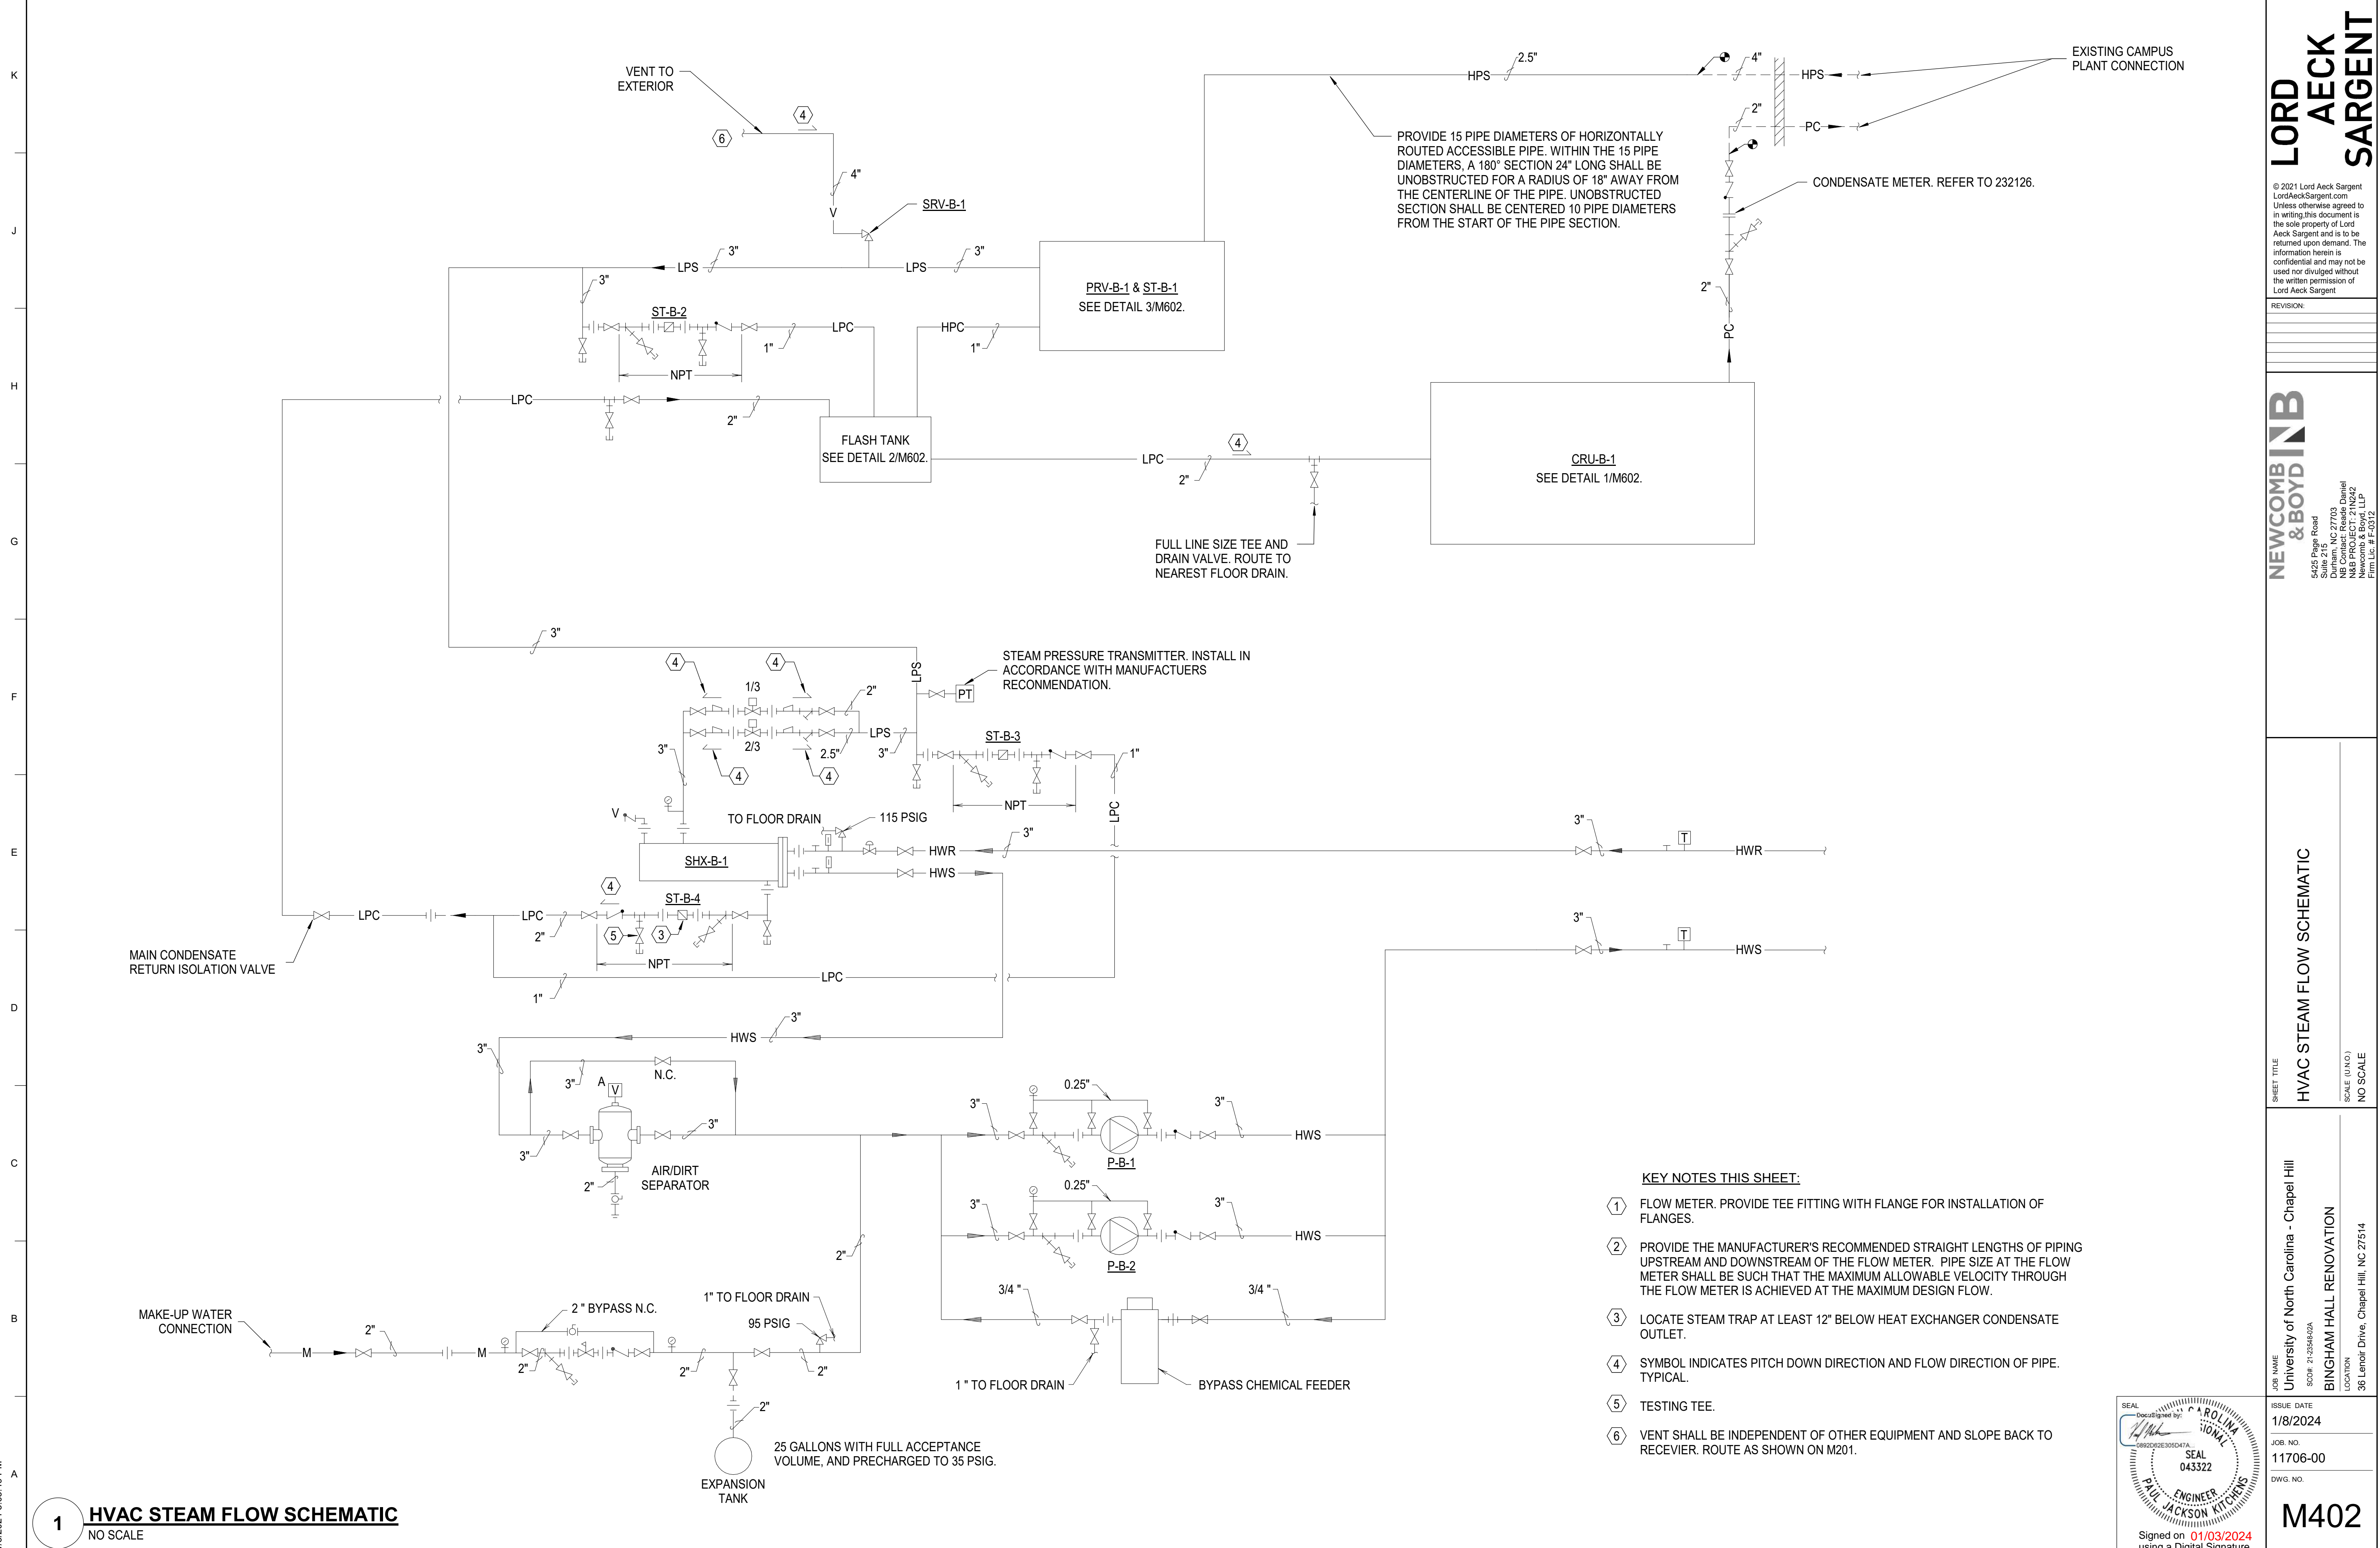 K
J
H
G
F
E
D
C
B
A
VENT TO
EXTERIOR
4
6
4"
V
SRV-B-1
3"
LPS
3"
LPS
3"
ST-B-2
LPC
1"
NPT
HPC
1"
PRV-B-1 & ST-B-1
SEE DETAIL 3/M602.
LPC
2"
FLASH TANK
SEE DETAIL 2/M602.
HPS
2.5"
4"
HPS
EXISTING CAMPUS
PLANT CONNECTION
2"
PC
PROVIDE 15 PIPE DIAMETERS OF HORIZONTALLY
ROUTED ACCESSIBLE PIPE. WITHIN THE 15 PIPE
DIAMETERS, A 180° SECTION 24" LONG SHALL BE
UNOBSTRUCTED FOR A RADIUS OF 18" AWAY FROM
THE CENTERLINE OF THE PIPE. UNOBSTRUCTED
SECTION SHALL BE CENTERED 10 PIPE DIAMETERS
FROM THE START OF THE PIPE SECTION.
CONDENSATE METER. REFER TO 232126.
2"
PC
LPC
2"
4
CRU-B-1
SEE DETAIL 1/M602.
FULL LINE SIZE TEE AND
DRAIN VALVE. ROUTE TO
NEAREST FLOOR DRAIN.
3"
LPS
STEAM PRESSURE TRANSMITTER. INSTALL IN
ACCORDANCE WITH MANUFACTUERS
RECONMENDATION.
PT
4
4
1/3
2"
2/3
2.5"
LPS
3"
3"
4
4
ST-B-3
1"
NPT
LPC
V
TO FLOOR DRAIN
115 PSIG
SHX-B-1
HWR
3"
HWS
3"
T
HWR
4
ST-B-4
LPC
LPC
2"
5
3
NPT
MAIN CONDENSATE
RETURN ISOLATION VALVE
LPC
1"
3"
T
HWS
HWS
3"
3"
3"
N.C.
A
V
3"
3"
2"
AIR/DIRT
SEPARATOR
0.25"
3"
3"
HWS
P-B-1
0.25"
3"
3"
HWS
P-B-2
2"
3/4 "
3/4 "
1 " TO FLOOR DRAIN
BYPASS CHEMICAL FEEDER
MAKE-UP WATER
CONNECTION
2"
M
M
2 " BYPASS N.C.
2"
1" TO FLOOR DRAIN
95 PSIG
2"
2"
2"
25 GALLONS WITH FULL ACCEPTANCE
VOLUME, AND PRECHARGED TO 35 PSIG.
EXPANSION
TANK
KEY NOTES THIS SHEET:
1 FLOW METER. PROVIDE TEE FITTING WITH FLANGE FOR INSTALLATION OF
FLANGES.
2 PROVIDE THE MANUFACTURER'S RECOMMENDED STRAIGHT LENGTHS OF PIPING
UPSTREAM AND DOWNSTREAM OF THE FLOW METER. PIPE SIZE AT THE FLOW
METER SHALL BE SUCH THAT THE MAXIMUM ALLOWABLE VELOCITY THROUGH
THE FLOW METER IS ACHIEVED AT THE MAXIMUM DESIGN FLOW.
3 LOCATE STEAM TRAP AT LEAST 12" BELOW HEAT EXCHANGER CONDENSATE
OUTLET.
4 SYMBOL INDICATES PITCH DOWN DIRECTION AND FLOW DIRECTION OF PIPE.
TYPICAL.
5 TESTING TEE.
6 VENT SHALL BE INDEPENDENT OF OTHER EQUIPMENT AND SLOPE BACK TO
RECEVIER. ROUTE AS SHOWN ON M201.
1 HVAC STEAM FLOW SCHEMATIC
NO SCALE
LORD
AECK
SARGENT
© 2021 Lord Aeck Sargent
LordAeckSargent.com
Unless otherwise agreed to
in writing,this document is
the sole property of Lord
Aeck Sargent and is to be
returned upon demand. The
information herein is
confidential and may not be
used nor divulged without
the written permission of
Lord Aeck Sargent
REVISION:
NEWCOMB
& BOYD
NB
5425 Page Road
Suite 215
Durham, NC 27703
NB Contact: Reade Daniel
N&B PROJECT: 21N242
Newcomb & Boyd, LLP
Firm Lic. # F-0312
SHEET TITLE
HVAC STEAM FLOW SCHEMATIC
SCALE (U.N.O.)
NO SCALE
JOB NAME
University of North Carolina - Chapel Hill
SCO#: 21-23548-02A
BINGHAM HALL RENOVATION
LOCATION
36 Lenoir Drive, Chapel Hill, NC 27514
SEAL
DocuSigned by:
0892D62E305D47A...
SEAL
043322
ENGINEER
PAUL JACKSON KITCHENS
Signed on 01/03/2024
using a Digital Signature
ISSUE DATE
1/8/2024
JOB. NO.
11706-00
DWG. NO.
M402